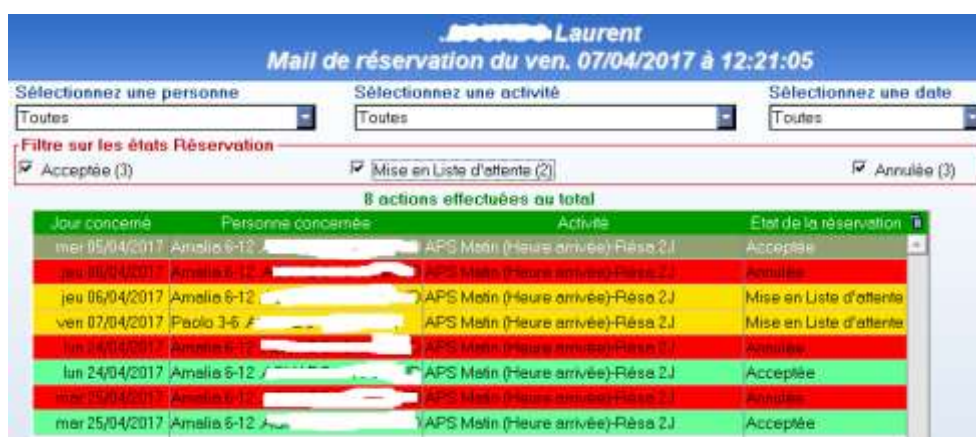 Laurent
Mail de réservation du ven. 07/04/2017 à 12:21:05
Sélectionnez une personne Sélectionnez une activité Sélectionnez une date
Toutes Toutes Toutes
Filtre sur les états Réservation
Acceptée (3) Mise en Liste d'attente (2) Annulée (3)
8 actions effectuées au total
Jour concerné Personne concernée Activité Etat de la réservation
mer 05/04/2017 Amalia 6-12 APS Matin (Heure arrivée)-Résa 2J Acceptée
jeu 06/04/2017 Amalia 6-12 APS Matin (Heure arrivée)-Résa 2J Annulée
jeu 06/04/2017 Amalia 6-12 APS Matin (Heure arrivée)-Résa 2J Mise en Liste d'attente
ven 07/04/2017 Paolo 3-6 APS Matin (Heure arrivée)-Résa 2J Mise en Liste d'attente
lun 24/04/2017 Amalia 6-12 APS Matin (Heure arrivée)-Résa 2J Annulée
lun 24/04/2017 Amalia 6-12 APS Matin (Heure arrivée)-Résa 2J Acceptée
mar 25/04/2017 Amalia 6-12 APS Matin (Heure arrivée)-Résa 2J Annulée
mar 25/04/2017 Amalia 6-12 APS Matin (Heure arrivée)-Résa 2J Acceptée